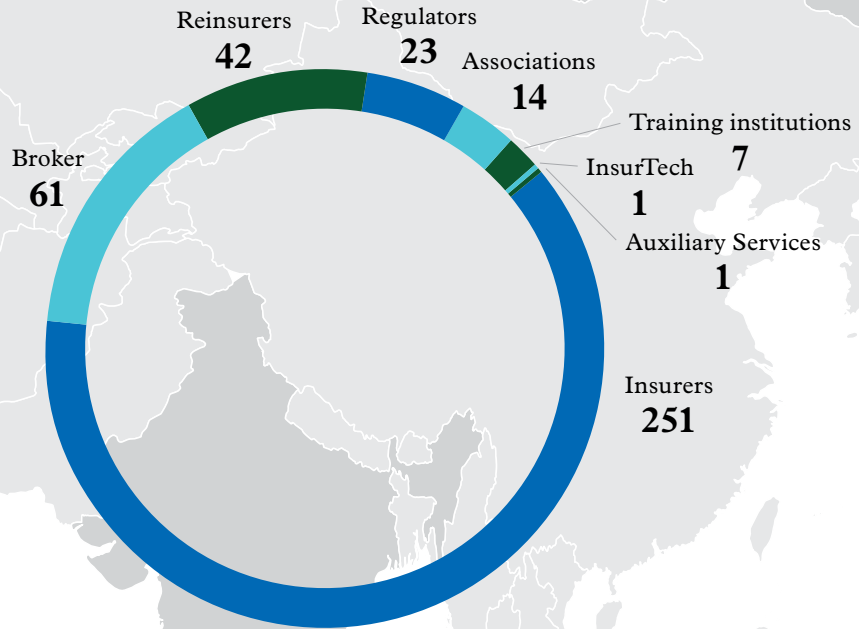 Reinsurers
42
Regulators
23
Associations
14
Training institutions
7
InsurTech
1
Auxiliary Services
1
Insurers
251
Broker
61